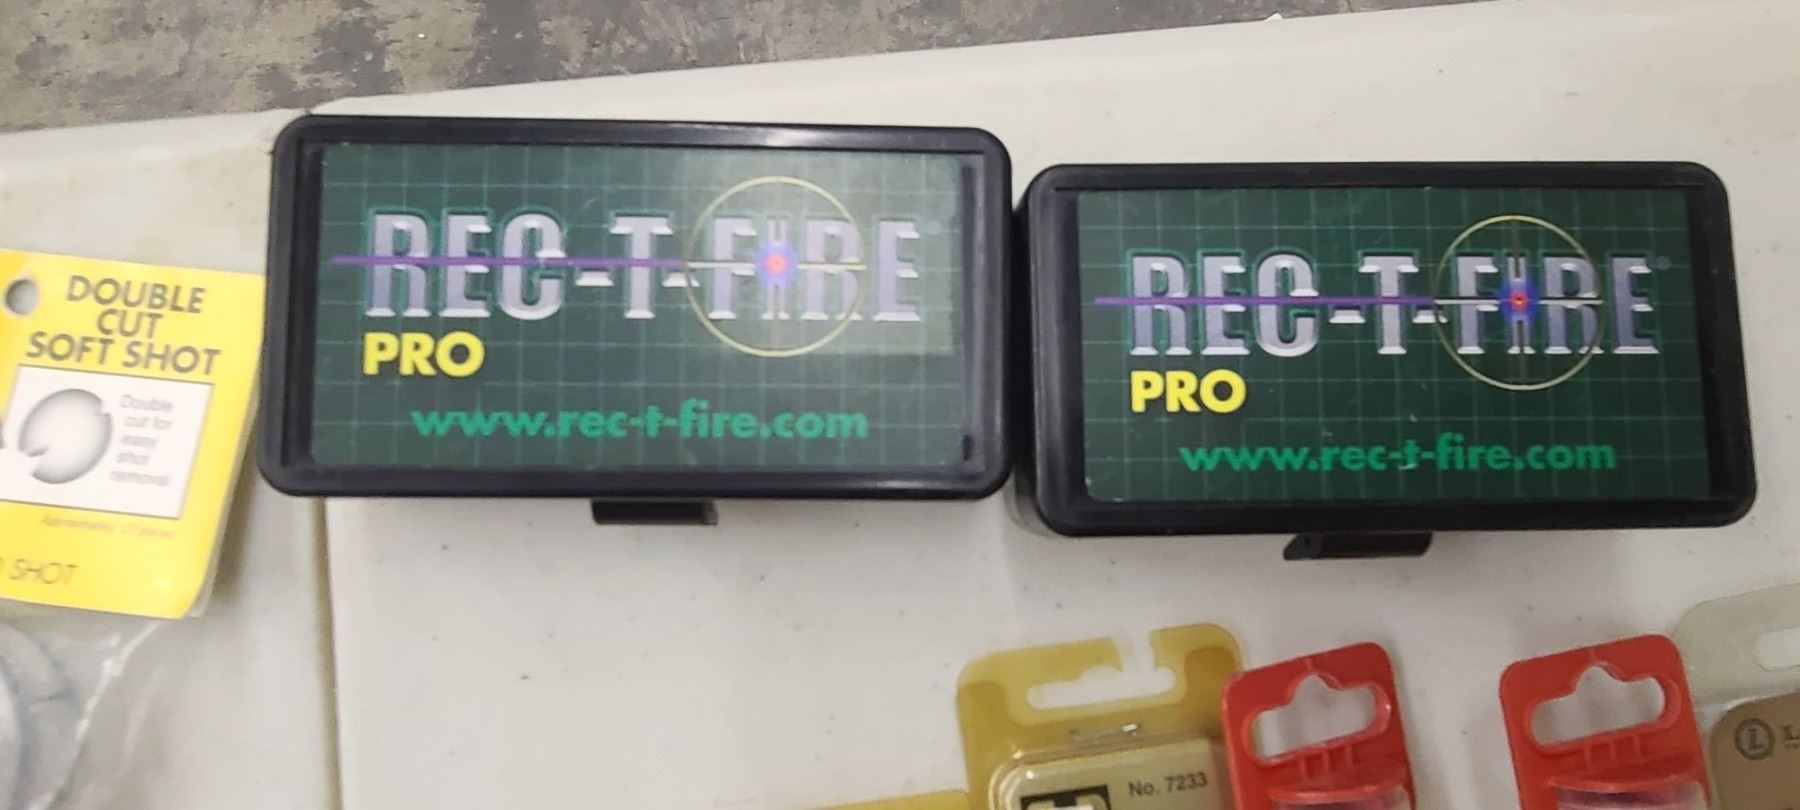 DOUBLE
CUT
SOFT SHOT
Double
cut for
easy
shot
removal
SHOT
REC-T-FIRE
PRO
www.rec-t-fire.com
REC-T-FIRE
PRO
www.rec-t-fire.com
No. 7233